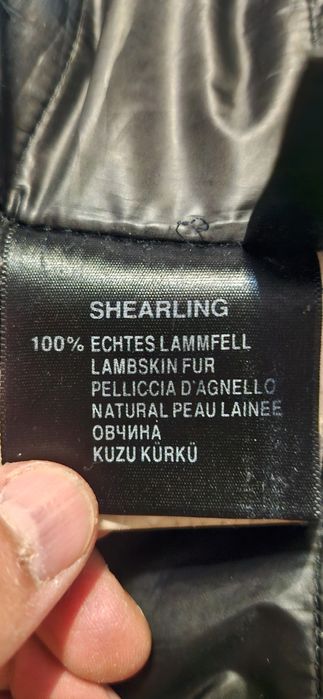 SHEARLING
100% ECHTES LAMMFELL
LAMBSKIN FUR
PELLICCIA D'AGNELLO
NATURAL PEAU LAINEE
ОВЧИНА
KUZU KÜRKÜ